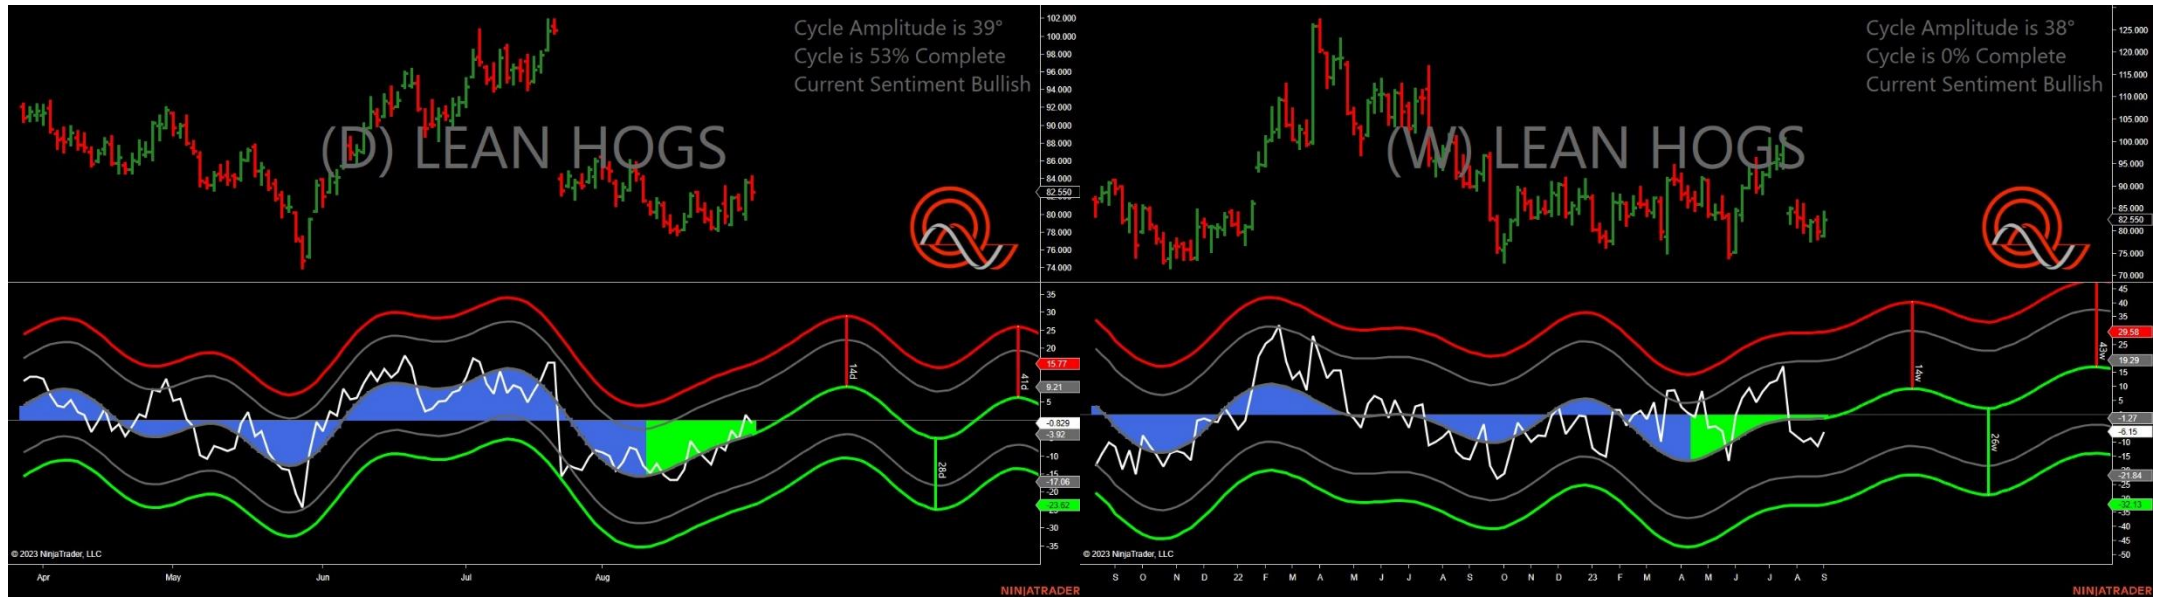 Cycle Amplitude is 39°
Cycle is 53% Complete
Current Sentiment Bullish
(D) LEAN HOGS
102.000
100.000
98.000
96.000
94.000
92.000
90.000
88.000
86.000
84.000
82.550
80.000
78.000
76.000
74.000
35
30
25
20
15.77
9.21
5
-0.829
-3.92
-10
-15
-17.06
-20
-23.62
-30
-35
14d
28d
41d
© 2023 NinjaTrader, LLC
Apr
May
Jun
Jul
Aug
NINJATRADER
Cycle Amplitude is 38°
Cycle is 0% Complete
Current Sentiment Bullish
(W) LEAN HOGS
125.000
120.000
115.000
110.000
105.000
100.000
95.000
90.000
85.000
82.550
80.000
75.000
70.000
45
40
35
29.58
25
19.29
15
10
5
-1.27
-6.15
-10
-15
-21.84
-25
-32.13
-35
-40
-45
-50
14w
26w
43w
© 2023 NinjaTrader, LLC
S O N D 22 F M A M J J A S O N D 23 F M A M J J A S
NINJATRADER